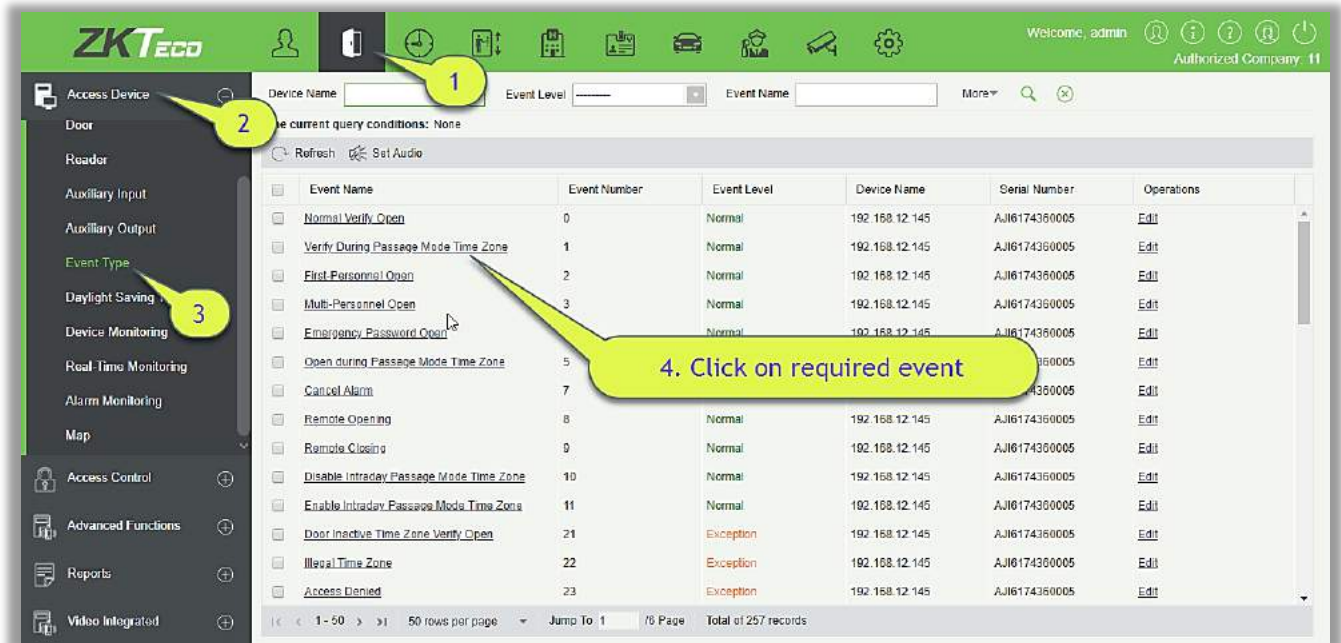 ZKTeco
Welcome, admin
Authorized Company, 11
1
Access Device
2
Door
Reader
Auxiliary Input
Auxiliary Output
Event Type
3
Daylight Saving
Device Monitoring
Real-Time Monitoring
Alarm Monitoring
Map
Access Control
Advanced Functions
Reports
Video Integrated
Device Name Event Level ---------- Event Name More
current query conditions: None
Refresh Set Audio
Event Name Event Number Event Level Device Name Serial Number Operations
Normal Verify Open 0 Normal 192.168.12.145 AJI6174360005 Edit
Verify During Passage Mode Time Zone 1 Normal 192.168.12.145 AJI6174360005 Edit
First-Personnel Open 2 Normal 192.168.12.145 AJI6174360005 Edit
Multi-Personnel Open 3 Normal 192.168.12.145 AJI6174360005 Edit
Emergency Password Open Normal 192.168.12.145 AJI6174360005 Edit
Open during Passage Mode Time Zone 5 Edit
4. Click on required event
Cancel Alarm 7 Edit
Remote Opening 8 Normal 192.168.12.145 AJI6174360005 Edit
Remote Closing 9 Normal 192.168.12.145 AJI6174360005 Edit
Disable Intraday Passage Mode Time Zone 10 Normal 192.168.12.145 AJI6174360005 Edit
Enable Intraday Passage Mode Time Zone 11 Normal 192.168.12.145 AJI6174360005 Edit
Door Inactive Time Zone Verify Open 21 Exception 192.168.12.145 AJI6174360005 Edit
Illegal Time Zone 22 Exception 192.168.12.145 AJI6174360005 Edit
Access Denied 23 Exception 192.168.12.145 AJI6174360005 Edit
1-50 50 rows per page Jump To 1 /6 Page Total of 257 records